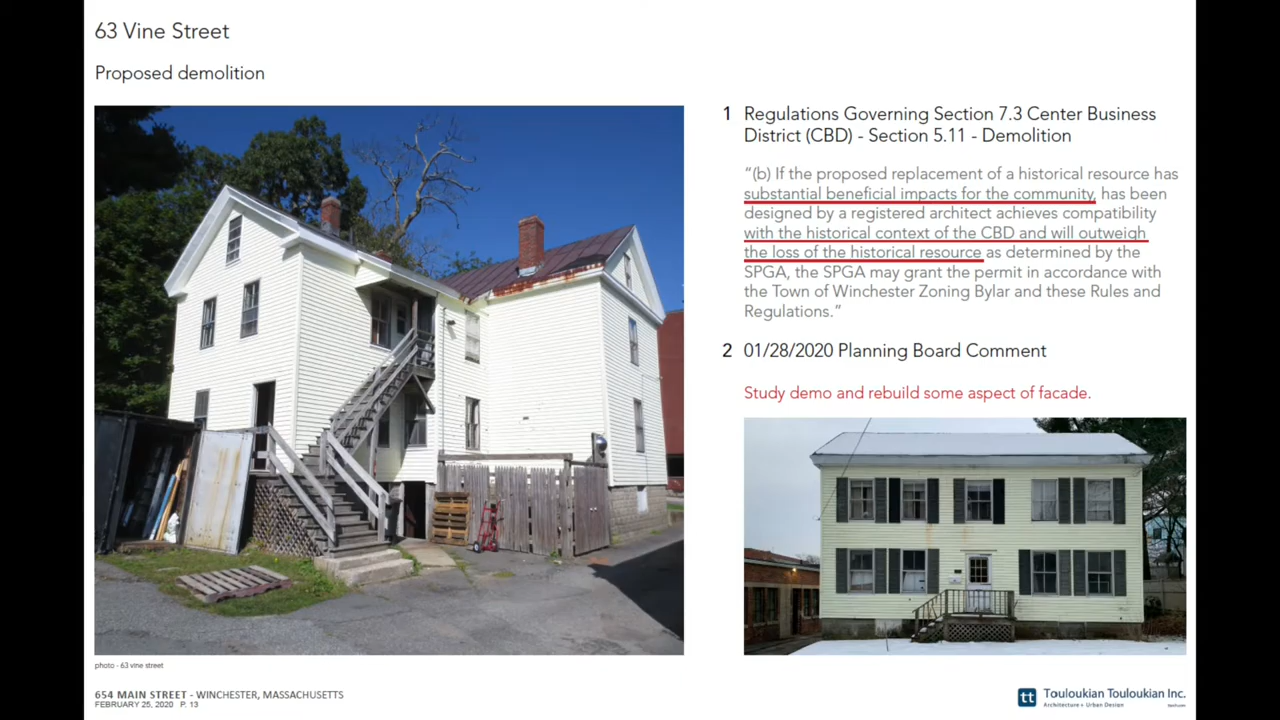 63 Vine Street
Proposed demolition
1 Regulations Governing Section 7.3 Center Business
District (CBD) - Section 5.11 - Demolition
“(b) If the proposed replacement of a historical resource has
substantial beneficial impacts for the community, has been
designed by a registered architect achieves compatibility
with the historical context of the CBD and will outweigh
the loss of the historical resource as determined by the
SPGA, the SPGA may grant the permit in accordance with
the Town of Winchester Zoning Bylar and these Rules and
Regulations.”
2 01/28/2020 Planning Board Comment
Study demo and rebuild some aspect of facade.
photo - 63 vine street
654 MAIN STREET - WINCHESTER, MASSACHUSETTS
FEBRUARY 25, 2020 P. 13
tt
Touloukian Touloukian Inc.
Architecture + Urban Design